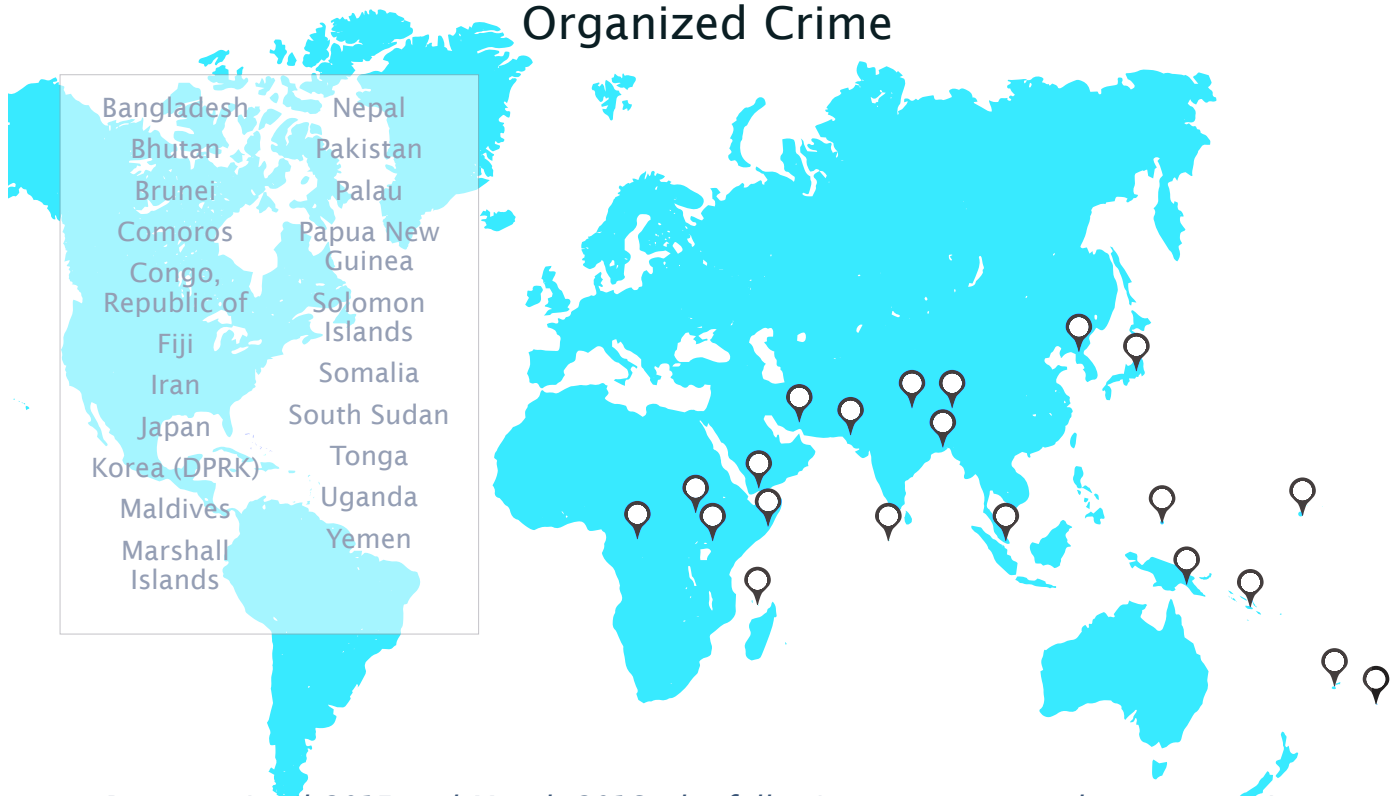 Organized Crime
Bangladesh
Bhutan
Brunei
Comoros
Congo,
Republic of
Fiji
Iran
Japan
Korea (DPRK)
Maldives
Marshall
Islands
Nepal
Pakistan
Palau
Papua New
Guinea
Solomon
Islands
Somalia
South Sudan
Tonga
Uganda
Yemen